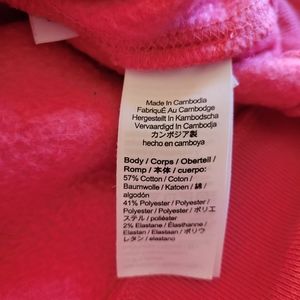 Made In Cambodia
FabriquÉ Au Cambodge
Hergestellt In Kambodscha
Vervaardigd In Cambodja
カンボジア製
hecho en camboya
Body / Corps / Oberteil /
Romp / 本体 / cuerpo:
57% Cotton / Coton /
Baumwolle / Katoen / 綿 /
algodón
41% Polyester / Polyester /
Polyester / Polyester / ポリエ
ステル / poliéster
2% Elastane / Élasthanne /
Elastan / Elastaan / ポリウ
レタン / elastano